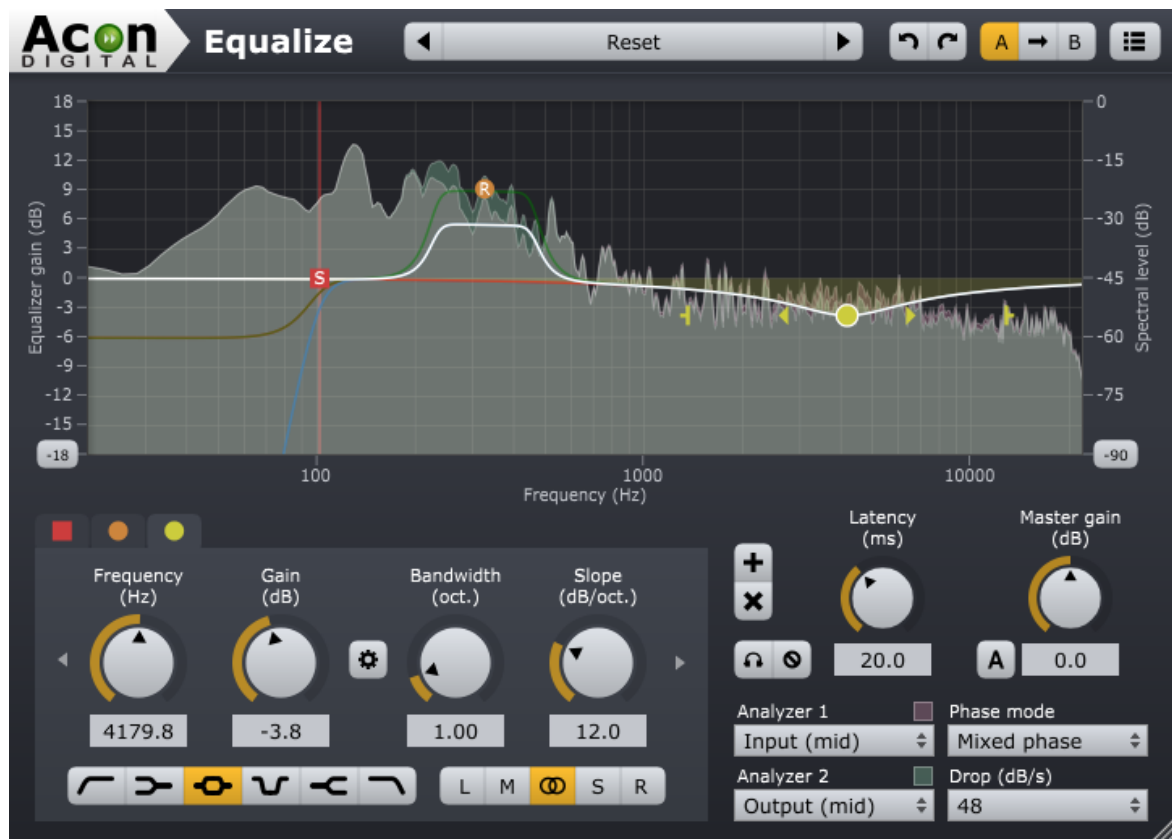 Acon
DIGITAL
Equalize
Reset
A
B
18
15
12
9
6
3
0
-3
-6
-9
-12
-15
-18
Equalizer gain (dB)
R
S
0
-15
-30
-45
-60
-75
-90
Spectral level (dB)
100
1000
10000
Frequency (Hz)
Frequency
(Hz)
Gain
(dB)
Bandwidth
(oct.)
Slope
(dB/oct.)
4179.8
-3.8
1.00
12.0
L
M
S
R
Latency
(ms)
Master gain
(dB)
20.0
A
0.0
Analyzer 1
Phase mode
Input (mid)
Mixed phase
Analyzer 2
Drop (dB/s)
Output (mid)
48